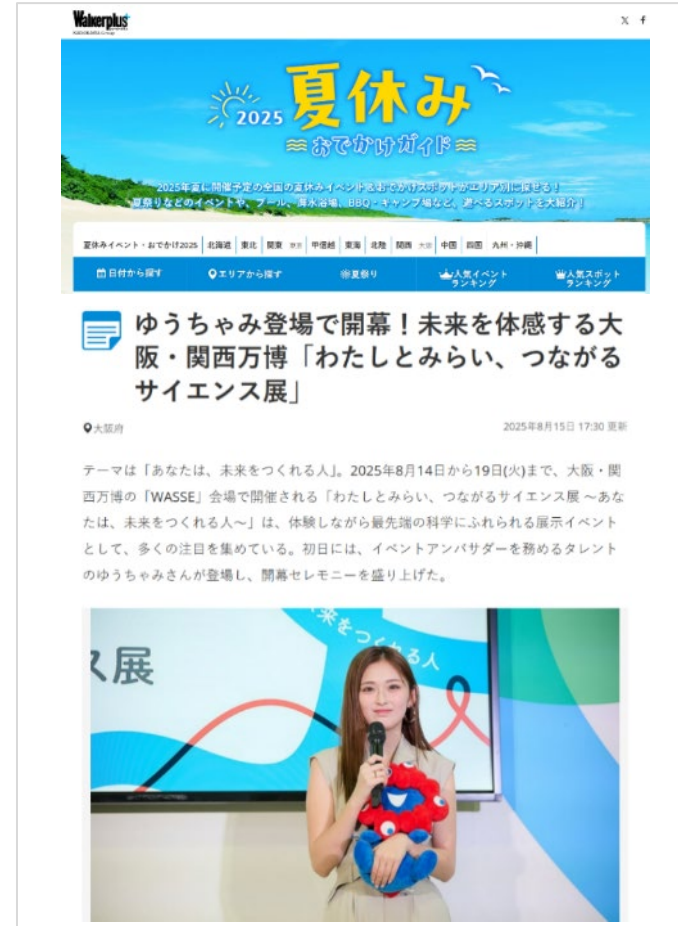 Walkerplus
2025 夏休み
おでかけガイド
2025年夏に開催予定の全国の夏休みイベント&おでかけスポットがエリア別に探せる!
夏祭りなどのイベントや、プール、海水浴場、BBQ・キャンプ場など、遊べるスポットを大紹介!
夏休みイベント・おでかけ2025 北海道 東北 関東 東京 甲信越 東海 北陸 関西 大阪 中国 四国 九州・沖縄
日付から探す エリアから探す 夏祭り 人気イベント 人気スポット
ランキング ランキング
ゆうちゃみ登場で開幕!未来を体感する大
阪・関西万博「わたしとみらい、つながる
サイエンス展」
大阪府 2025年8月15日 17:30 更新
テーマは「あなたは、未来をつくれる人」。2025年8月14日から19日(火)まで、大阪・関
西万博の「WASSE」会場で開催される「わたしとみらい、つながるサイエンス展 ~あな
たは、未来をつくれる人~」は、体験しながら最先端の科学にふれられる展示イベント
として、多くの注目を集めている。初日には、イベントアンバサダーを務めるタレント
のゆうちゃみさんが登場し、開幕セレモニーを盛り上げた。
未来をつくれる人
ス展